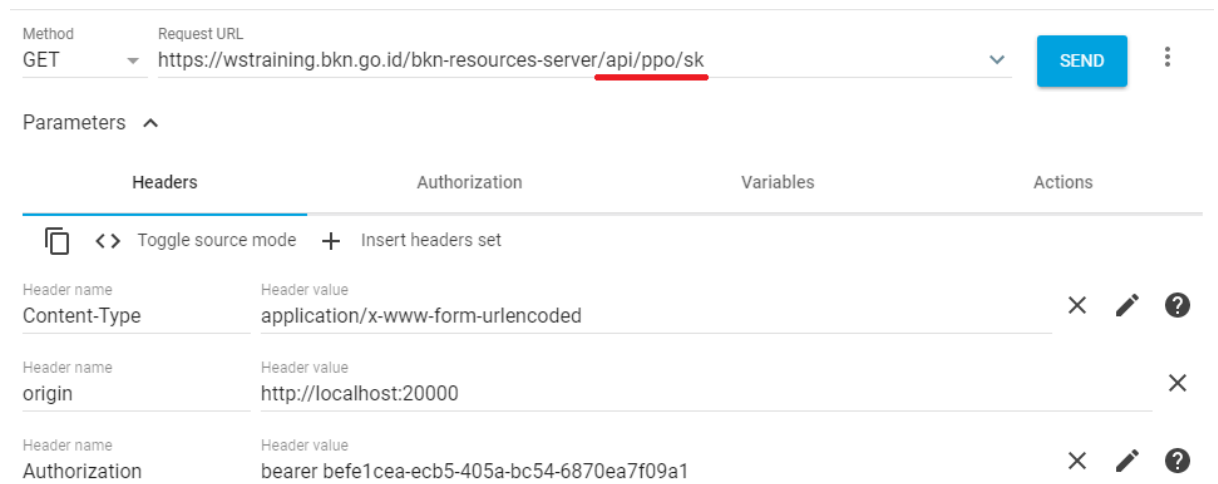 Method Request URL
GET https://wstraining.bkn.go.id/bkn-resources-server/api/ppo/sk SEND
Parameters
Headers Authorization Variables Actions
Toggle source mode Insert headers set
Header name Header value
Content-Type application/x-www-form-urlencoded
Header name Header value
origin http://localhost:20000
Header name Header value
Authorization bearer befe1cea-ecb5-405a-bc54-6870ea7f09a1